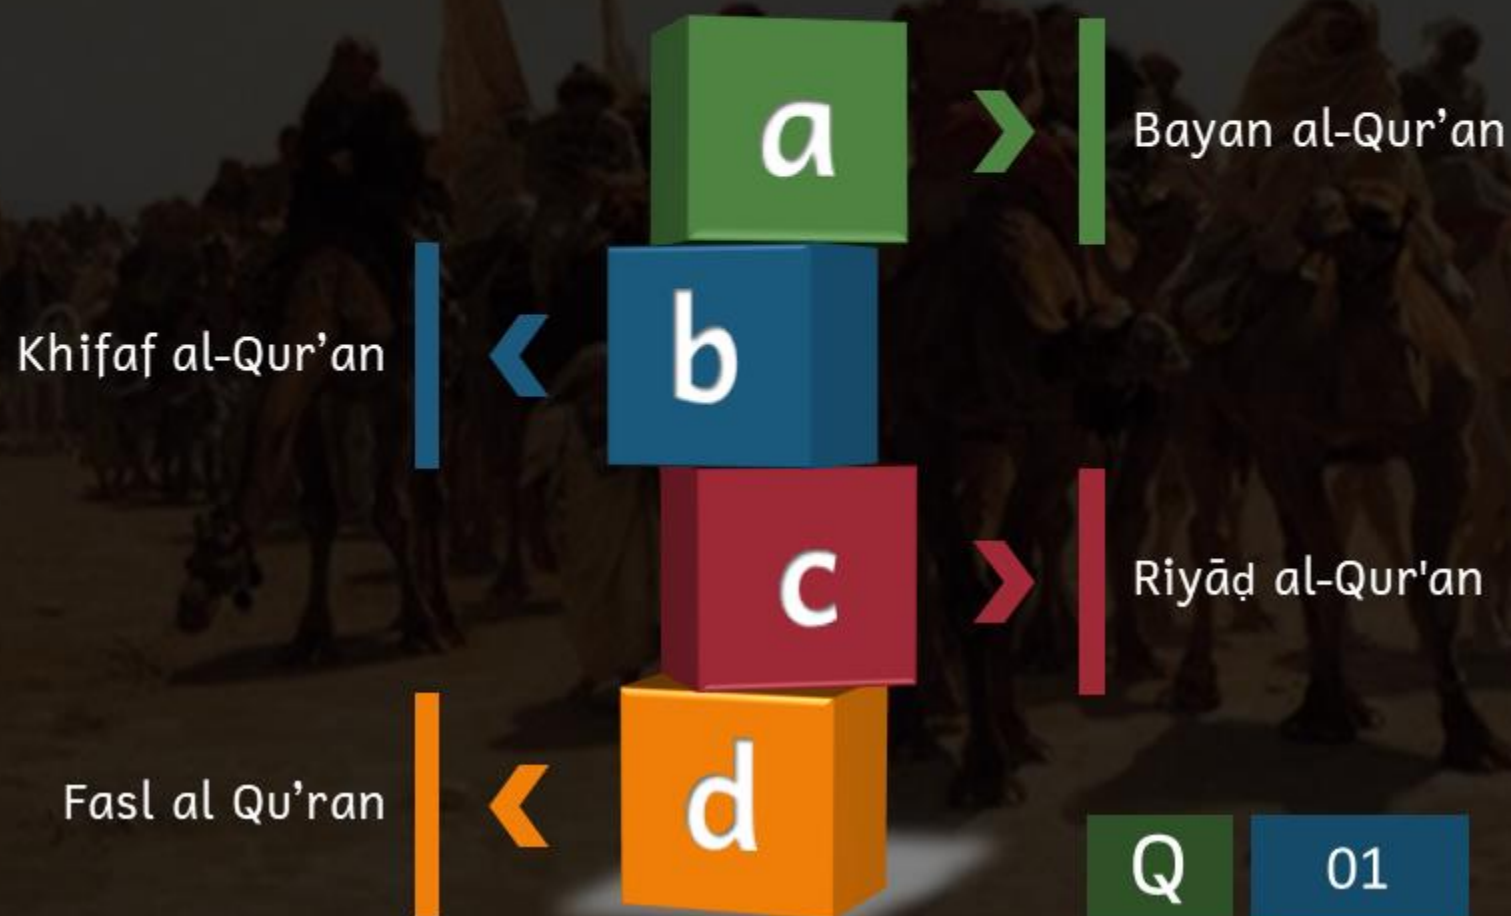 a
Bayan al-Qur’an
b
Khifaf al-Qur’an
c
Riyāḍ al-Qur'an
d
Fasl al Qu’ran
Q 01